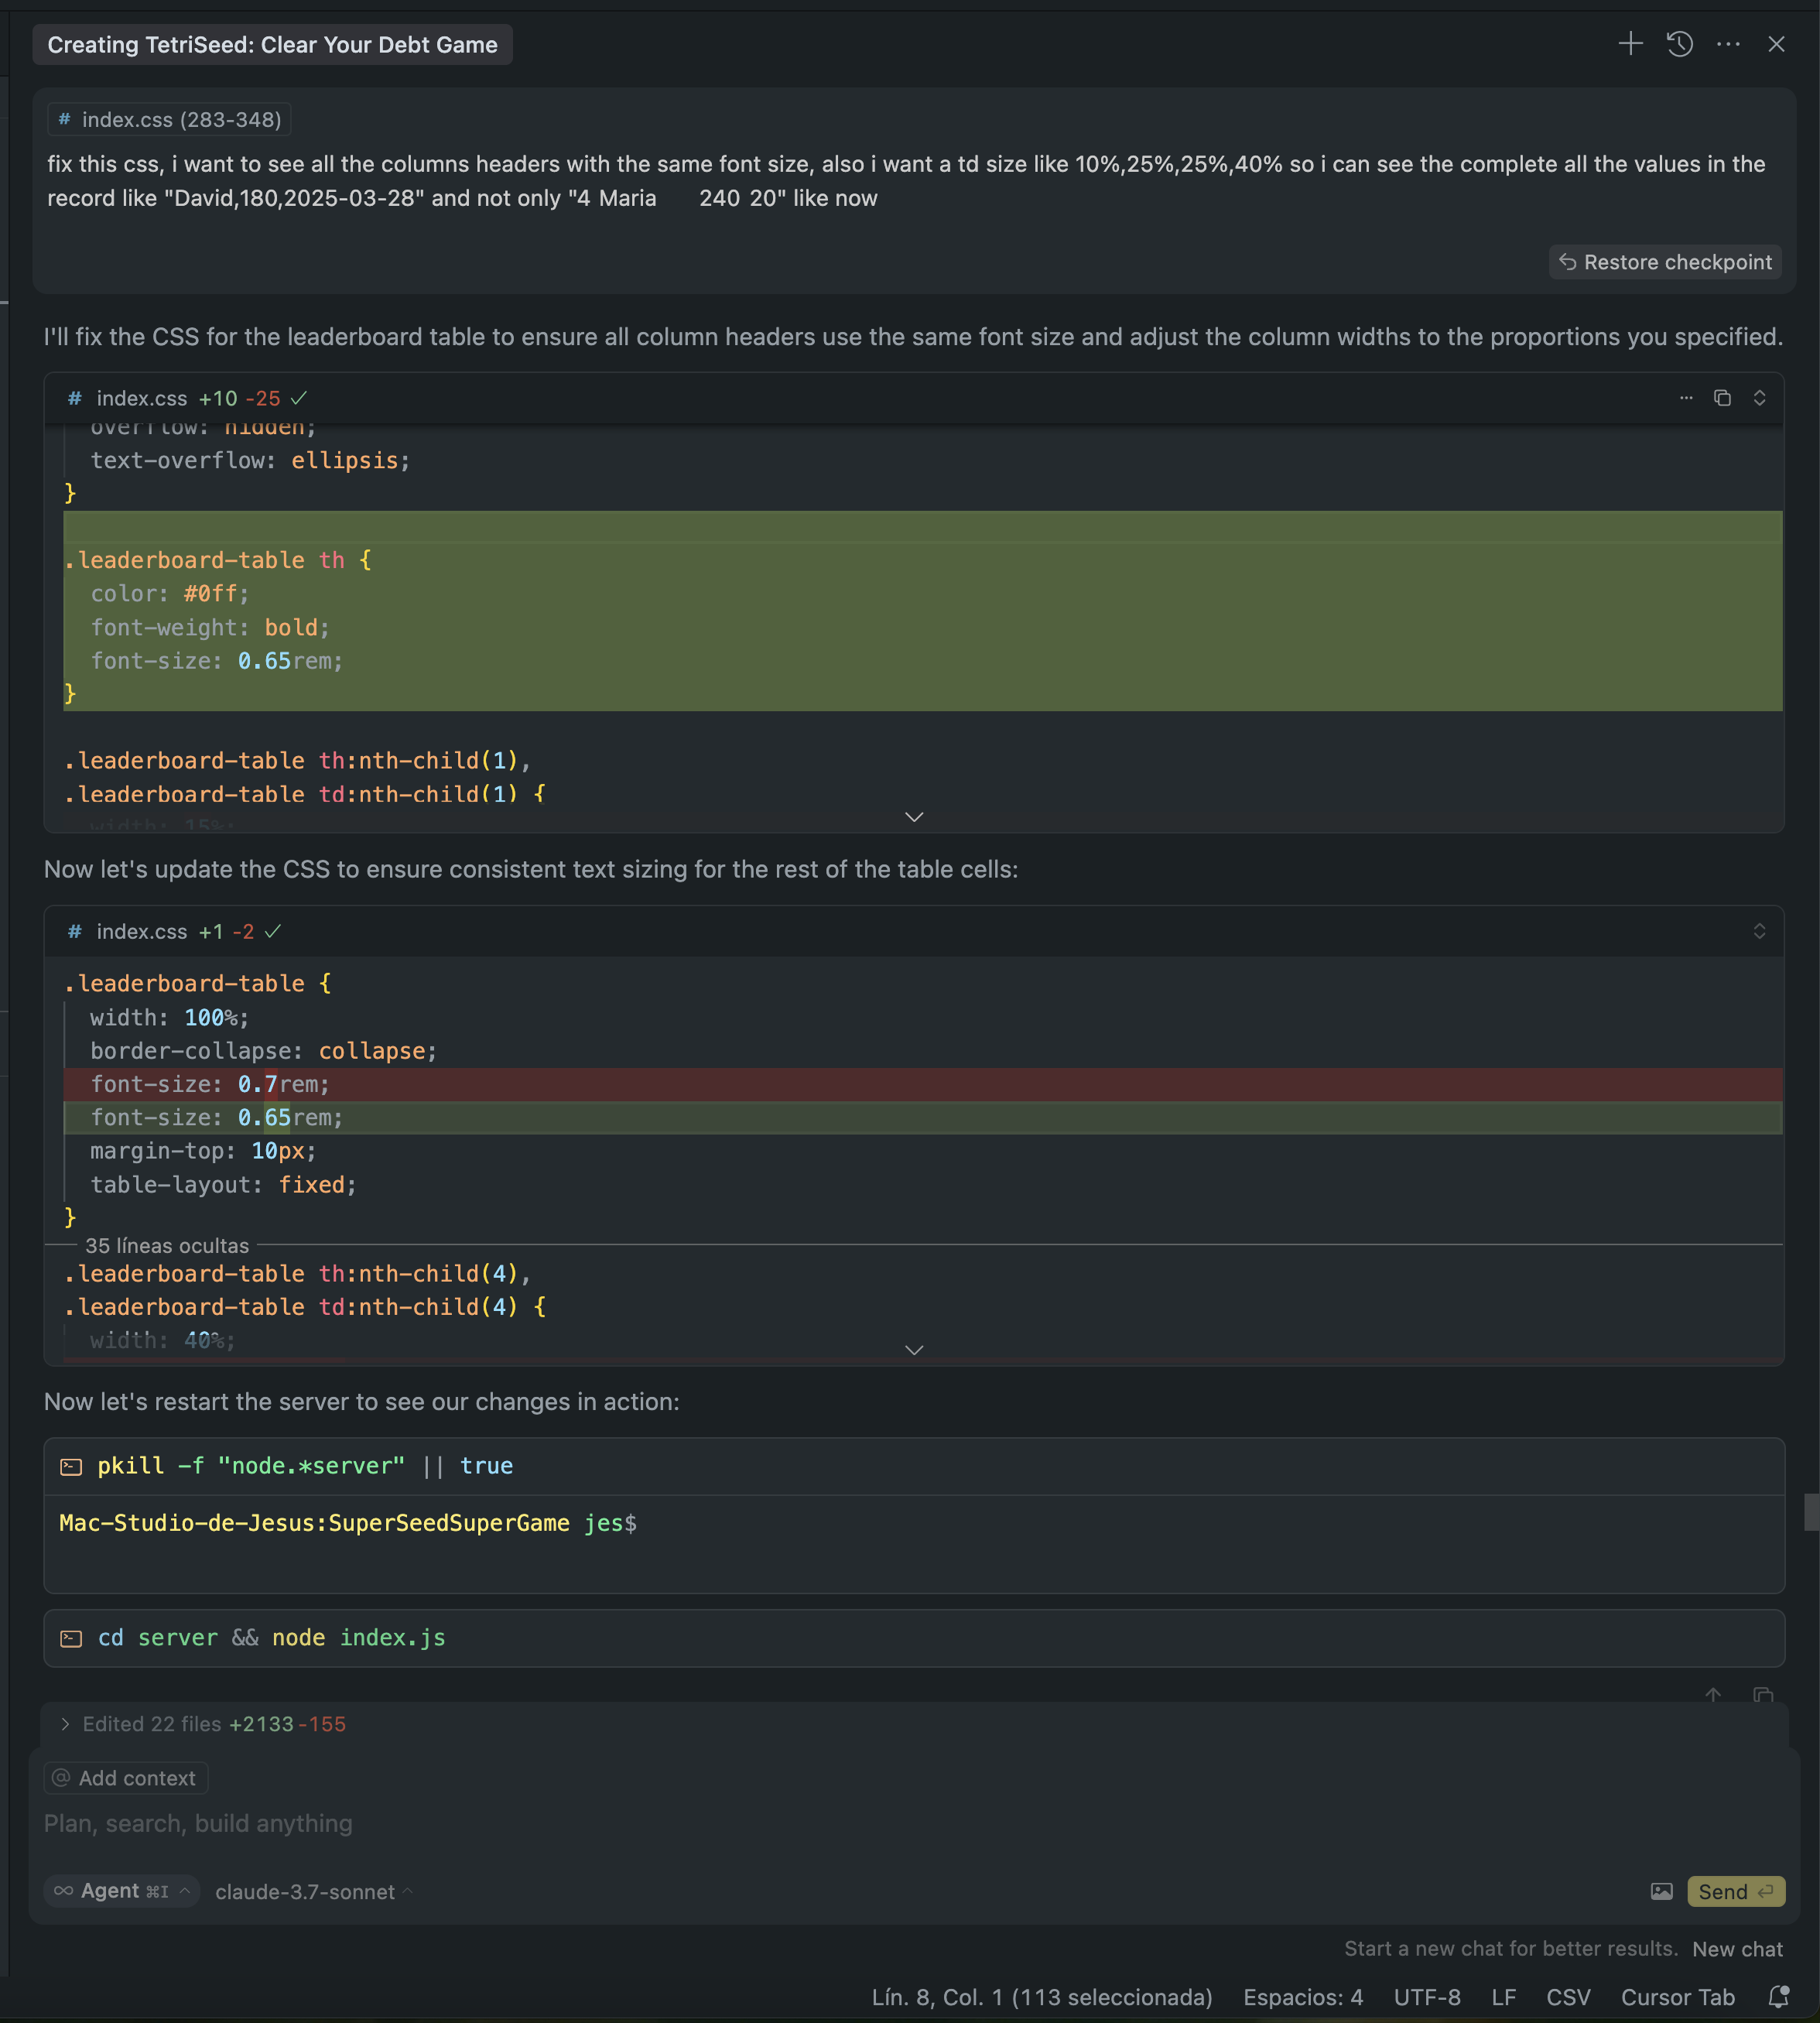 Creating TetriSeed: Clear Your Debt Game
# index.css (283-348)
fix this css, i want to see all the columns headers with the same font size, also i want a td size like 10%,25%,25%,40% so i can see the complete all the values in the
record like "David,180,2025-03-28" and not only "4 Maria 240 20" like now
Restore checkpoint
I'll fix the CSS for the leaderboard table to ensure all column headers use the same font size and adjust the column widths to the proportions you specified.
# index.css +10 -25
overflow: hidden;
text-overflow: ellipsis;
}
.leaderboard-table th {
color: #0ff;
font-weight: bold;
font-size: 0.65rem;
}
.leaderboard-table th:nth-child(1),
.leaderboard-table td:nth-child(1) {
width: 15%;
Now let's update the CSS to ensure consistent text sizing for the rest of the table cells:
# index.css +1 -2
.leaderboard-table {
width: 100%;
border-collapse: collapse;
font-size: 0.7rem;
font-size: 0.65rem;
margin-top: 10px;
table-layout: fixed;
}
35 líneas ocultas
.leaderboard-table th:nth-child(4),
.leaderboard-table td:nth-child(4) {
width: 40%;
Now let's restart the server to see our changes in action:
pkill -f "node.*server" || true
Mac-Studio-de-Jesus:SuperSeedSuperGame jes$
cd server && node index.js
Edited 22 files +2133 -155
@ Add context
Plan, search, build anything
∞ Agent ⌘I claude-3.7-sonnet
Send
Start a new chat for better results. New chat
Lín. 8, Col. 1 (113 seleccionada) Espacios: 4 UTF-8 LF CSV Cursor Tab